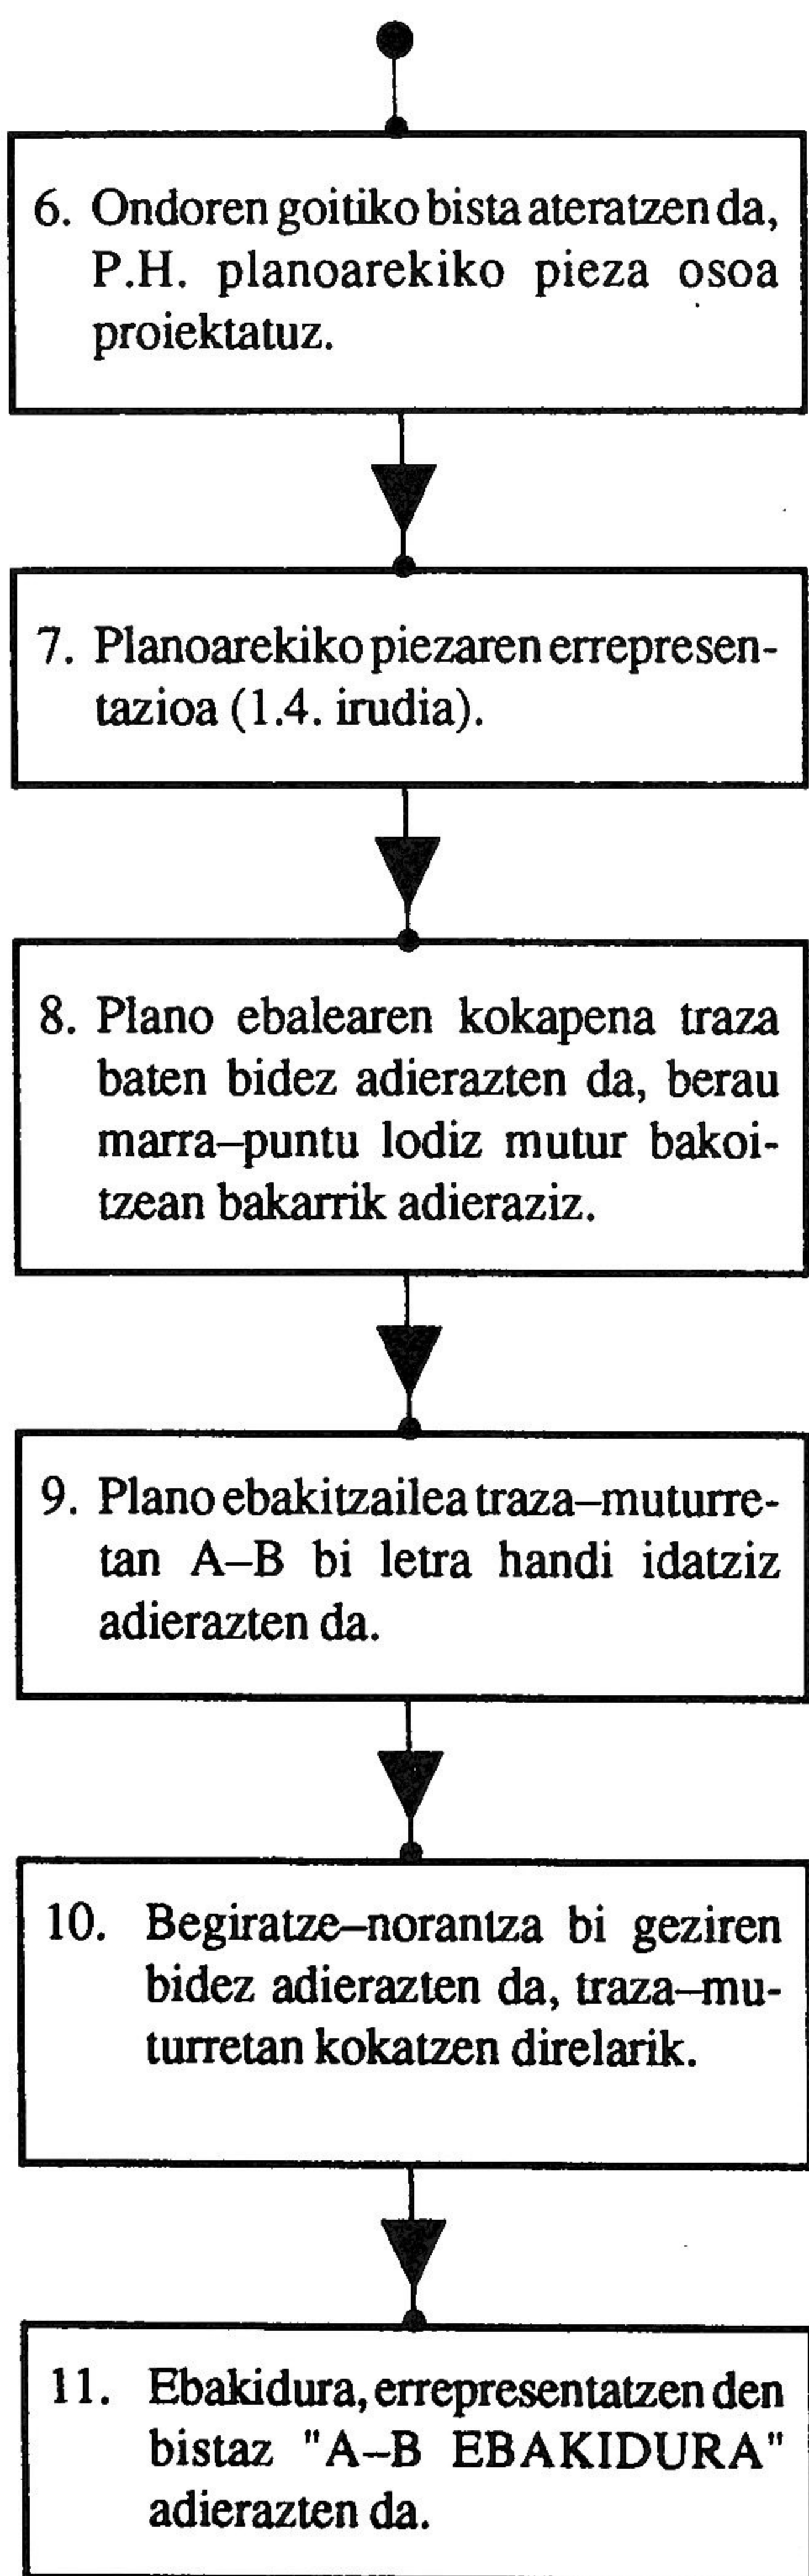 6. Ondoren goitiko bista ateratzen da,
P.H. planoarekiko pieza osoa
proiektatuz.
7. Planoarekiko piezaren errepresen-
tazioa (1.4. irudia).
8. Plano ebalearen kokapena traza
baten bidez adierazten da, berau
marra–puntu lodiz mutur bakoi-
tzean bakarrik adieraziz.
9. Plano ebakitzailea traza–muturre-
tan A–B bi letra handi idatziz
adierazten da.
10. Begiratze–norantza bi geziren
bidez adierazten da, traza–mu-
turretan kokatzen direlarik.
11. Ebakidura, errepresentatzen den
bistaz "A–B EBAKIDURA"
adierazten da.